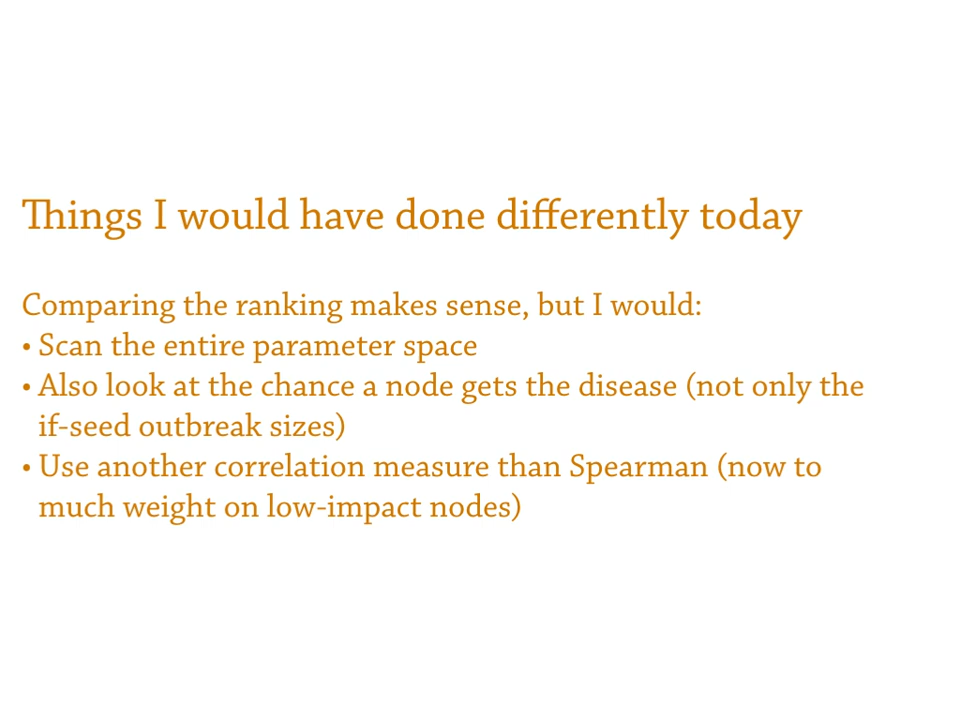 Things I would have done differently today
Comparing the ranking makes sense, but I would:
• Scan the entire parameter space
• Also look at the chance a node gets the disease (not only the
if-seed outbreak sizes)
• Use another correlation measure than Spearman (now to
much weight on low-impact nodes)